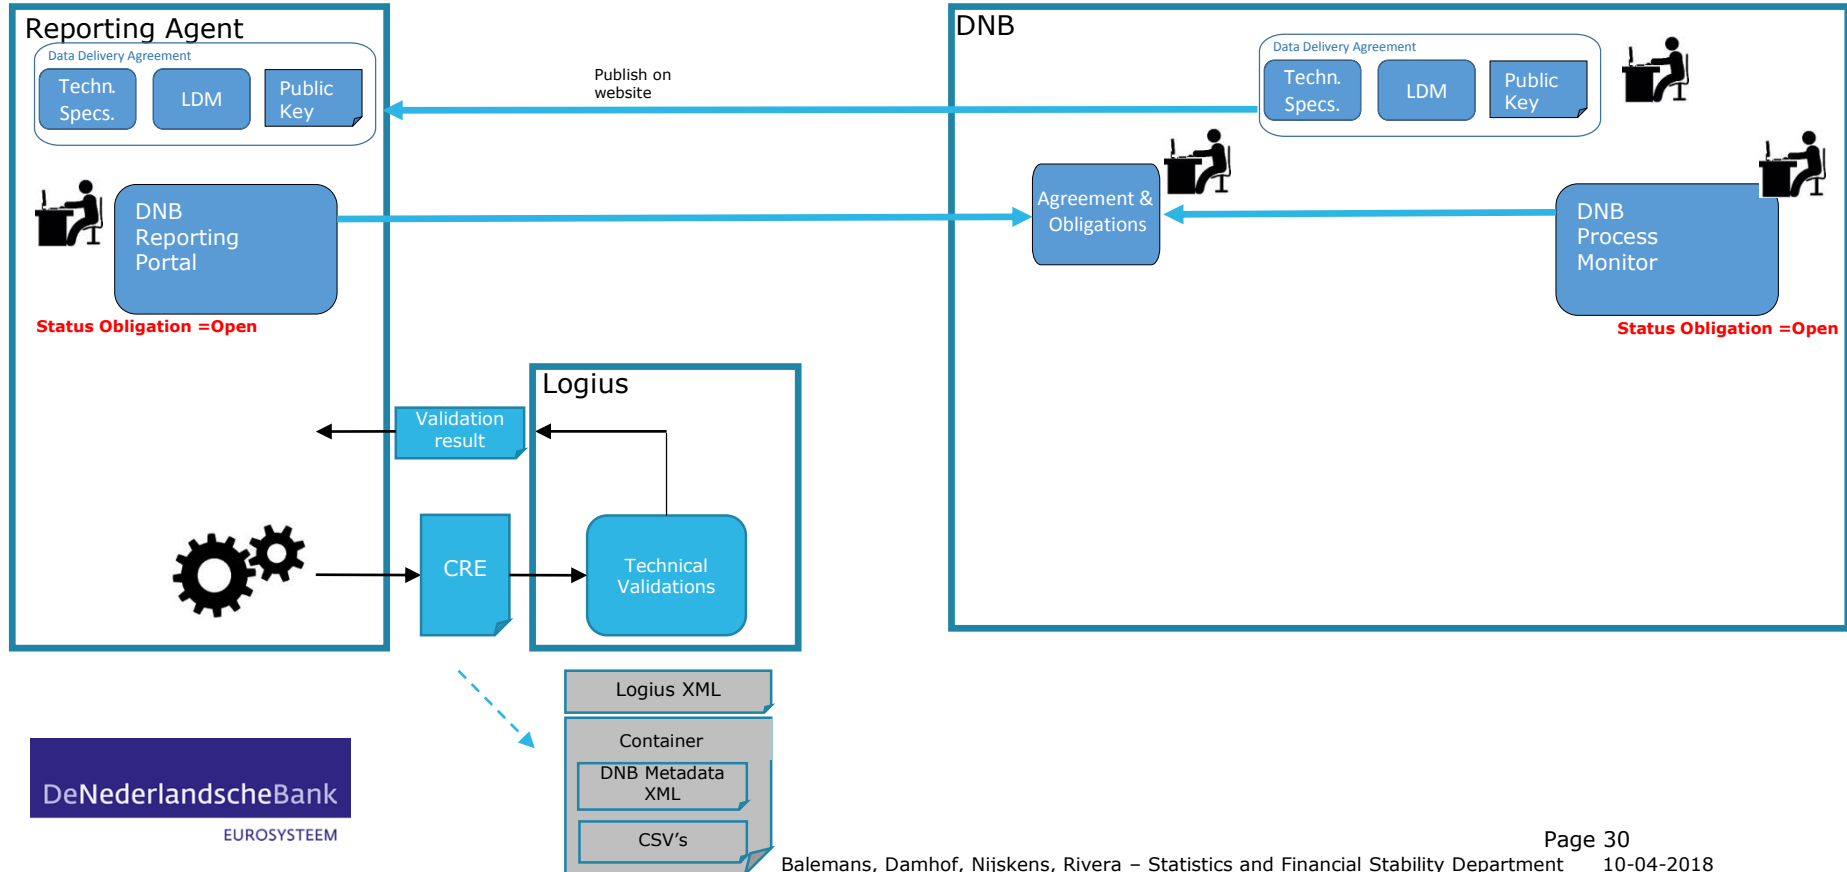 Reporting Agent
Data Delivery Agreement
Techn.
Specs.
LDM
Public
Key
Publish on
website
DNB
Data Delivery Agreement
Techn.
Specs.
LDM
Public
Key
DNB
Reporting
Portal
Status Obligation =Open
Agreement &
Obligations
DNB
Process
Monitor
Status Obligation =Open
Logius
Validation
result
CRE
Technical
Validations
Logius XML
Container
DNB Metadata
XML
CSV's
DeNederlandscheBank
EUROSYSTEEM
Page 30
Balemans, Damhof, Nijskens, Rivera – Statistics and Financial Stability Department 10-04-2018